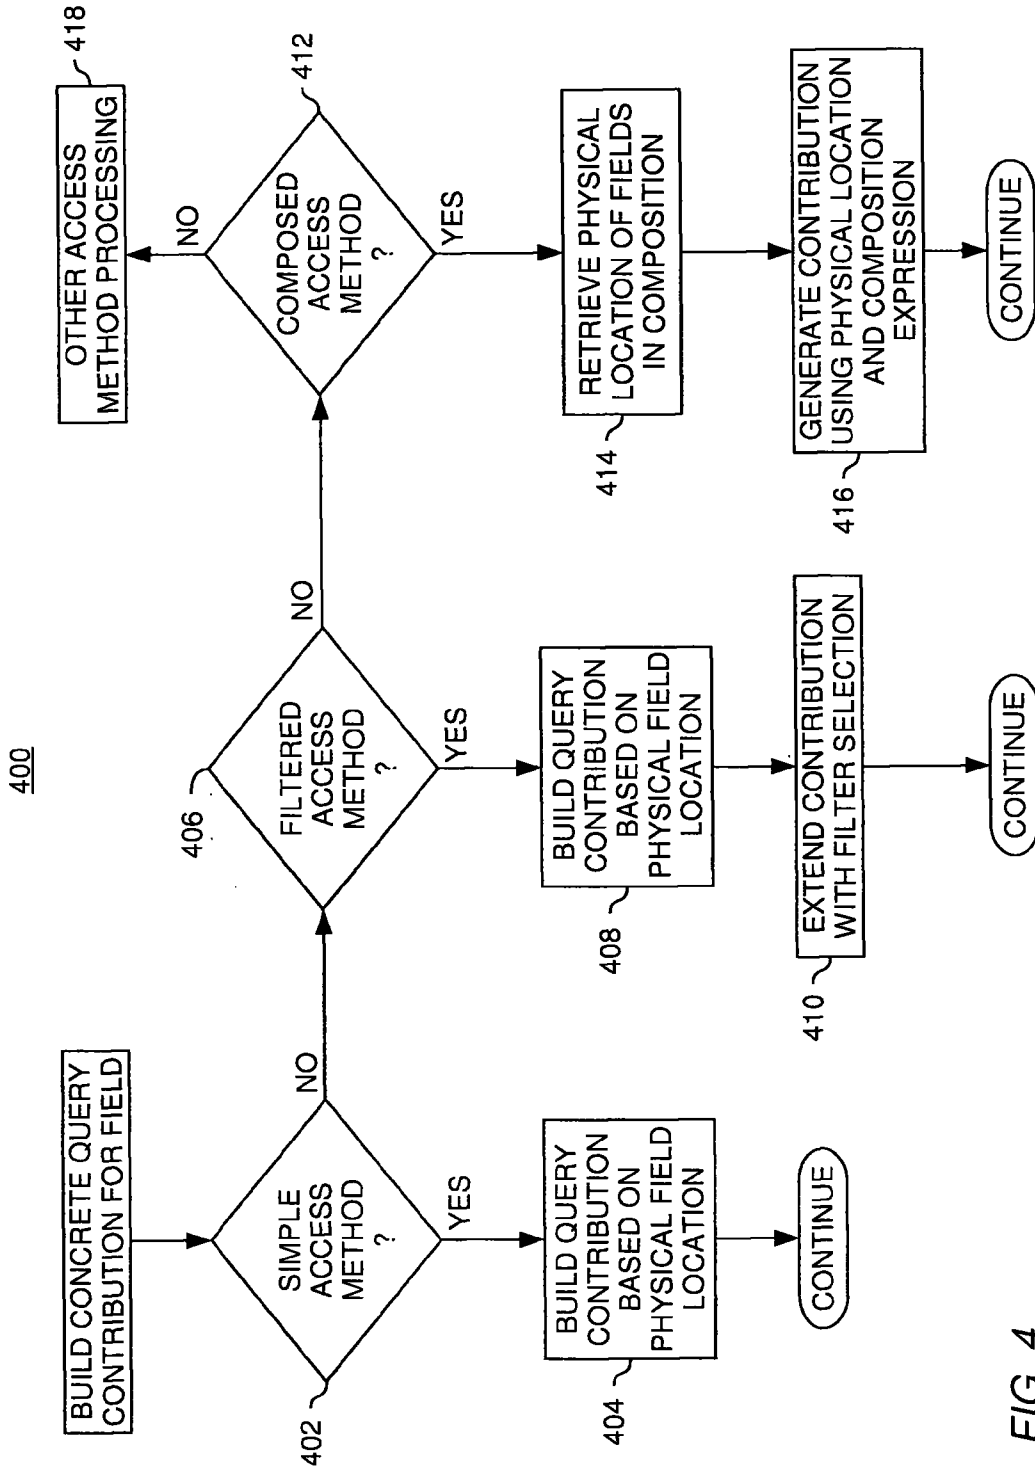 400
BUILD CONCRETE QUERY
CONTRIBUTION FOR FIELD
SIMPLE
ACCESS
METHOD
?
402
NO
YES
BUILD QUERY
CONTRIBUTION
BASED ON
PHYSICAL FIELD
LOCATION
404
CONTINUE
406
FILTERED
ACCESS
METHOD
?
NO
YES
BUILD QUERY
CONTRIBUTION
BASED ON
PHYSICAL FIELD
LOCATION
408
EXTEND CONTRIBUTION
WITH FILTER SELECTION
410
CONTINUE
OTHER ACCESS
METHOD PROCESSING
418
NO
412
COMPOSED
ACCESS
METHOD
?
YES
RETRIEVE PHYSICAL
LOCATION OF FIELDS
IN COMPOSITION
414
GENERATE CONTRIBUTION
USING PHYSICAL LOCATION
AND COMPOSITION
EXPRESSION
416
CONTINUE
FIG. 4